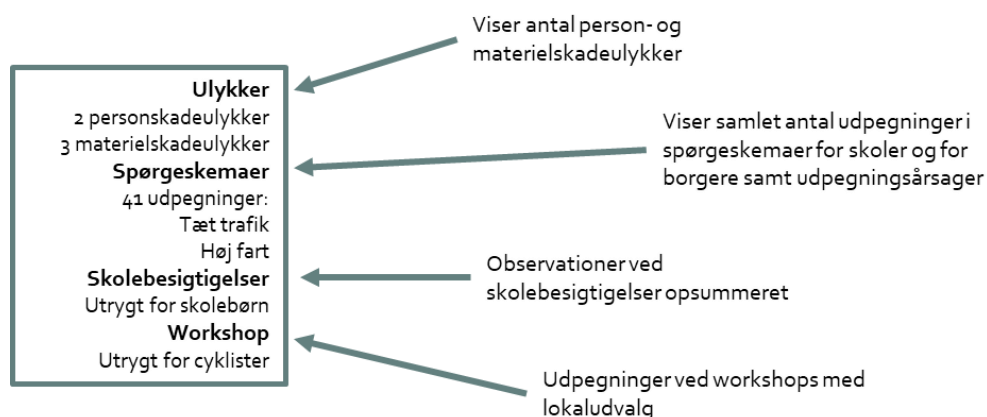 Viser antal person- og
materielskadeulykker
Ulykker
2 personskadeulykker
3 materielskadeulykker
Spørgeskemaer
41 udpegninger:
Tæt trafik
Høj fart
Skolebesigtigelser
Utrygt for skolebørn
Workshop
Utrygt for cyklister
Viser samlet antal udpegninger i
spørgeskemaer for skoler og for
borgere samt udpegningsårsager
Observationer ved
skolebesigtigelser opsummeret
Udpegninger ved workshops med
lokaludvalg